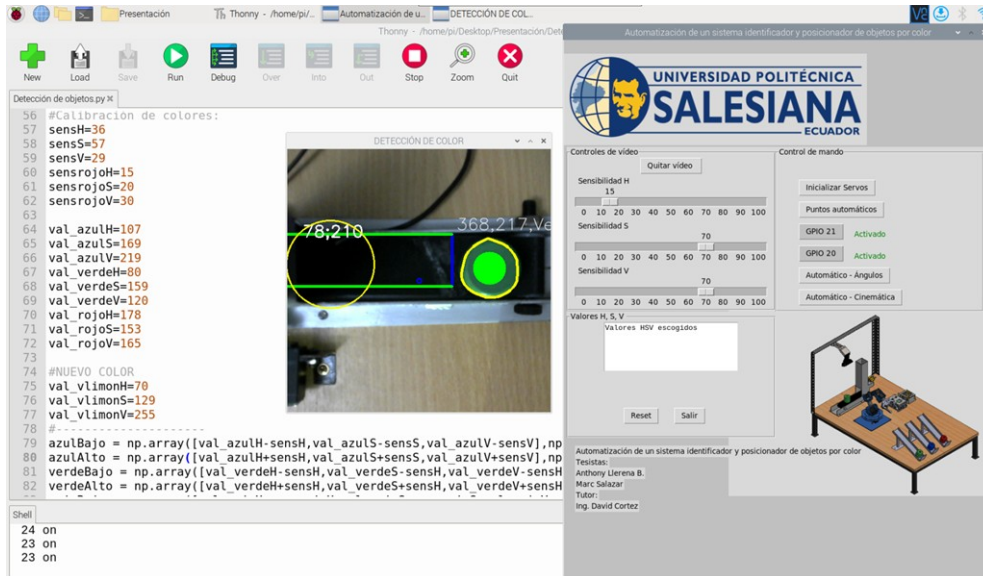 Presentación
Thonny - /home/pi/...
Automatización de u...
DETECCIÓN DE COL...
V2
Thonny - /home/pi/Desktop/Presentación/Dete
New Load Save Run Debug Over Into Out Stop Zoom Quit
Detección de objetos.py
56 #Calibración de colores:
57 sensH=36
58 sensS=57
59 sensV=29
60 sensrojoH=15
61 sensrojoS=20
62 sensrojoV=30
63
64 val_azulH=107
65 val_azulS=169
66 val_azulV=219
67 val_verdeH=80
68 val_verdeS=159
69 val_verdeV=120
70 val_rojoH=178
71 val_rojoS=153
72 val_rojoV=165
73
74 #NUEVO COLOR
75 val_vlimonH=70
76 val_vlimonS=129
77 val_vlimonV=255
78 #----------------------
79 azulBajo = np.array([val_azulH-sensH,val_azulS-sensS,val_azulV-sensV],np
80 azulAlto = np.array([val_azulH+sensH,val_azulS+sensS,val_azulV+sensV],np
81 verdeBajo = np.array([val_verdeH-sensH,val_verdeS-sensH,val_verdeV-sensH
82 verdeAlto = np.array([val_verdeH+sensH,val_verdeS+sensH,val_verdeV+sensH
Shell
24 on
23 on
23 on
DETECCIÓN DE COLOR
78;210
368,217,Ve
Automatización de un sistema identificador y posicionador de objetos por color
UNIVERSIDAD POLITÉCNICA
SALESIANA
ECUADOR
Controles de vídeo
Quitar vídeo
Sensibilidad H
15
0 10 20 30 40 50 60 70 80 90 100
Sensibilidad S
70
0 10 20 30 40 50 60 70 80 90 100
Sensibilidad V
70
0 10 20 30 40 50 60 70 80 90 100
Control de mando
Inicializar Servos
Puntos automáticos
GPIO 21 Activado
GPIO 20 Activado
Automático - Ángulos
Automático - Cinemática
Valores H, S, V
Valores HSV escogidos
Reset Salir
Automatización de un sistema identificador y posicionador de objetos por color
Tesistas:
Anthony Llerena B.
Marc Salazar
Tutor:
Ing. David Cortez